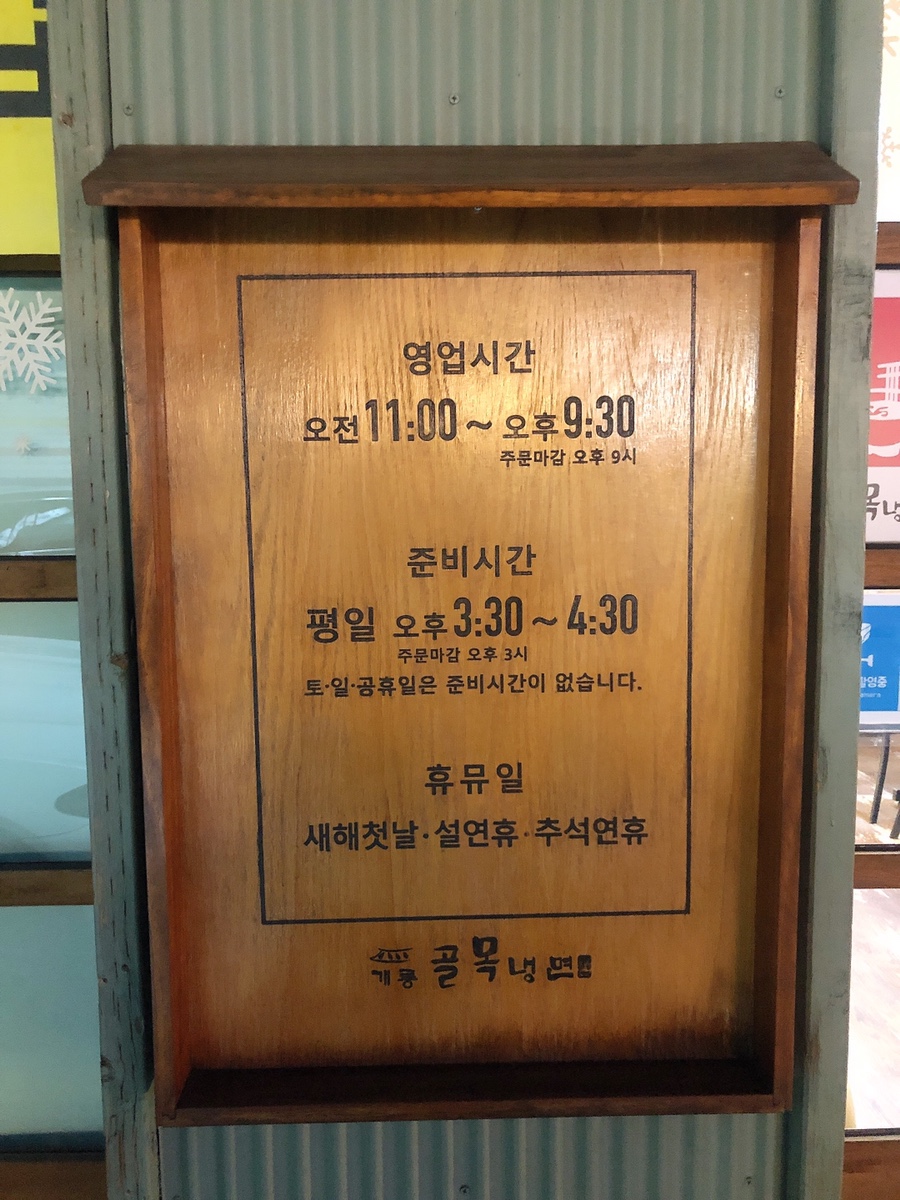 영업시간
오전 11:00 ~ 오후 9:30
주문마감 오후 9시
준비시간
평일 오후 3:30 ~ 4:30
주문마감 오후 3시
토·일·공휴일은 준비시간이 없습니다.
휴뮤일
새해첫날·설연휴·추석연휴
개룡 골목냉면